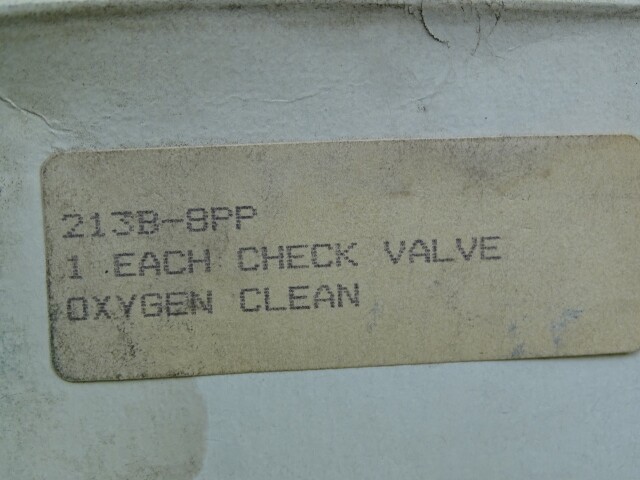 213B-8PP
1 EACH CHECK VALVE
OXYGEN CLEAN